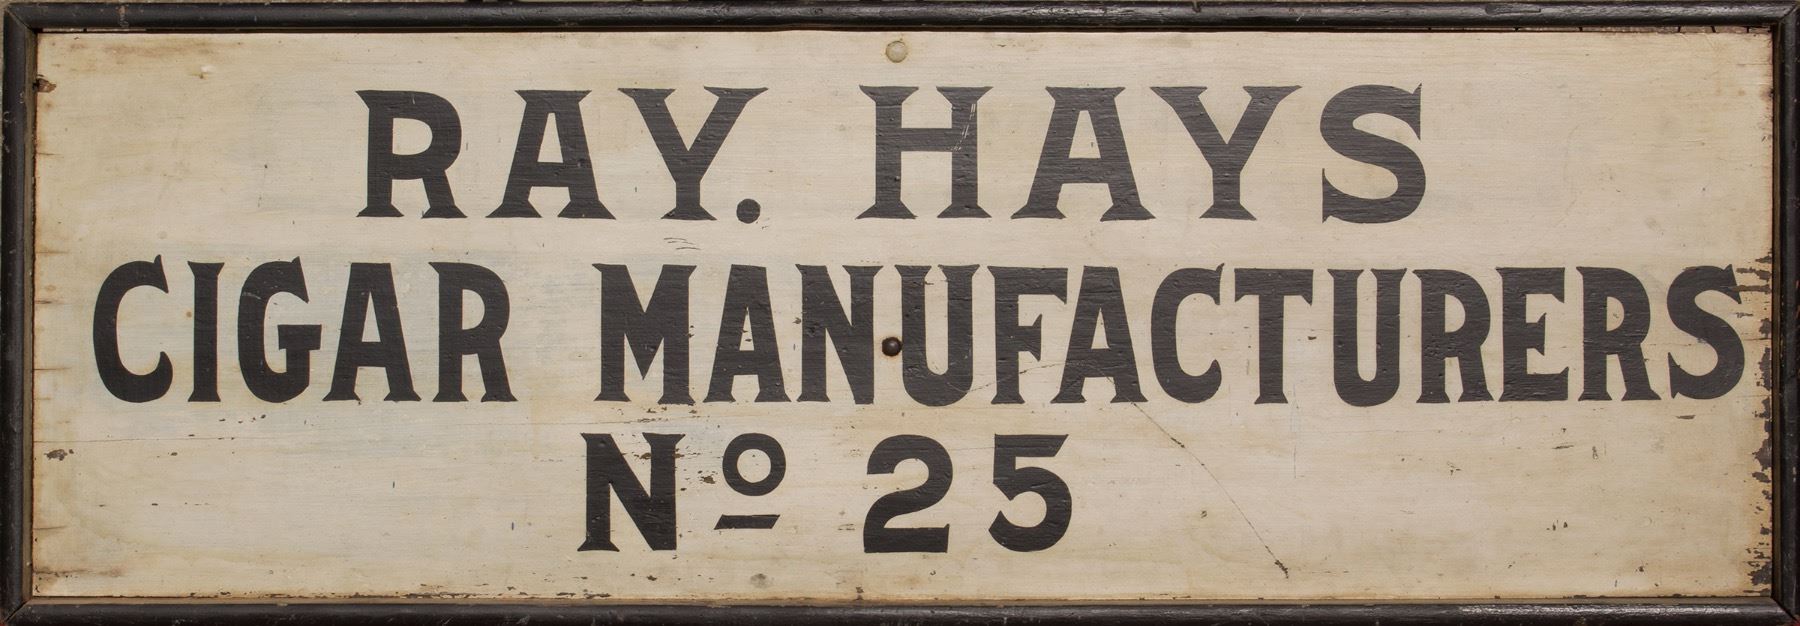 RAY. HAYS
CIGAR MANUFACTURERS
Nº 25